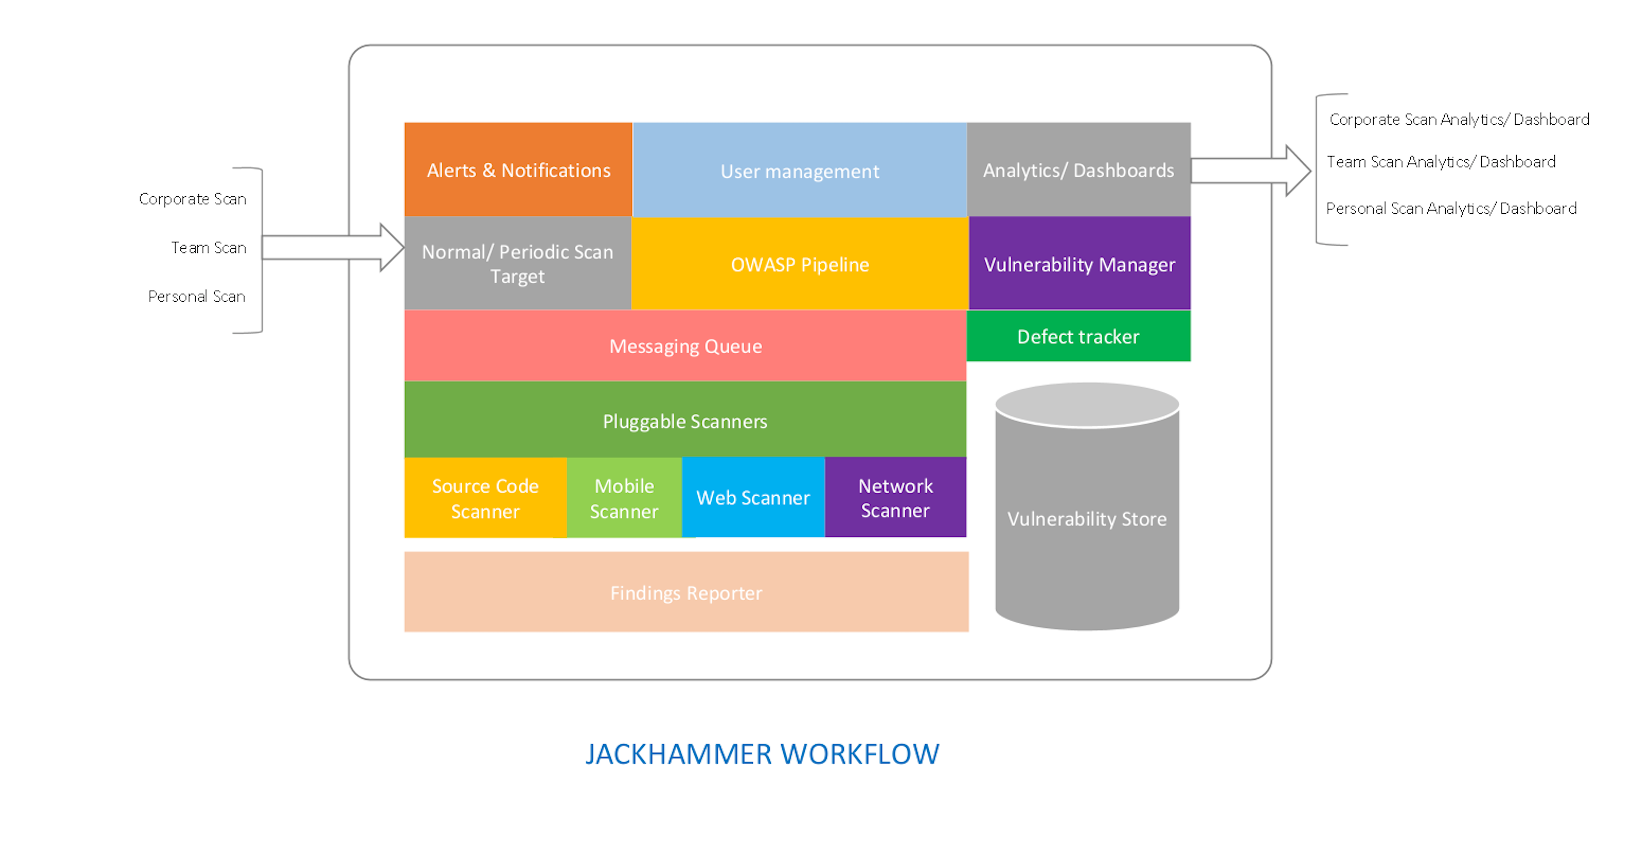 Corporate Scan
Team Scan
Personal Scan
Alerts & Notifications
User management
Analytics/ Dashboards
Normal/ Periodic Scan
Target
OWASP Pipeline
Vulnerability Manager
Messaging Queue
Defect tracker
Pluggable Scanners
Source Code
Scanner
Mobile
Scanner
Web Scanner
Network
Scanner
Vulnerability Store
Findings Reporter
Corporate Scan Analytics/ Dashboard
Team Scan Analytics/ Dashboard
Personal Scan Analytics/ Dashboard
JACKHAMMER WORKFLOW